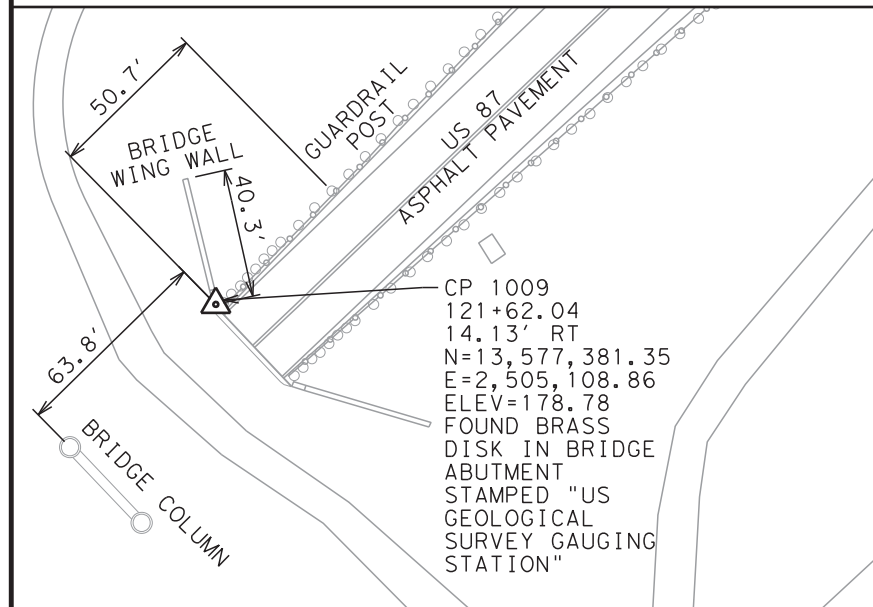 50.7'
BRIDGE
WING WALL
40.3'
GUARDRAIL
POST
US 87
ASPHALT PAVEMENT
63.8'
BRIDGE COLUMN
CP 1009
121+62.04
14.13' RT
N=13,577,381.35
E=2,505,108.86
ELEV=178.78
FOUND BRASS
DISK IN BRIDGE
ABUTMENT
STAMPED "US
GEOLOGICAL
SURVEY GAUGING
STATION"